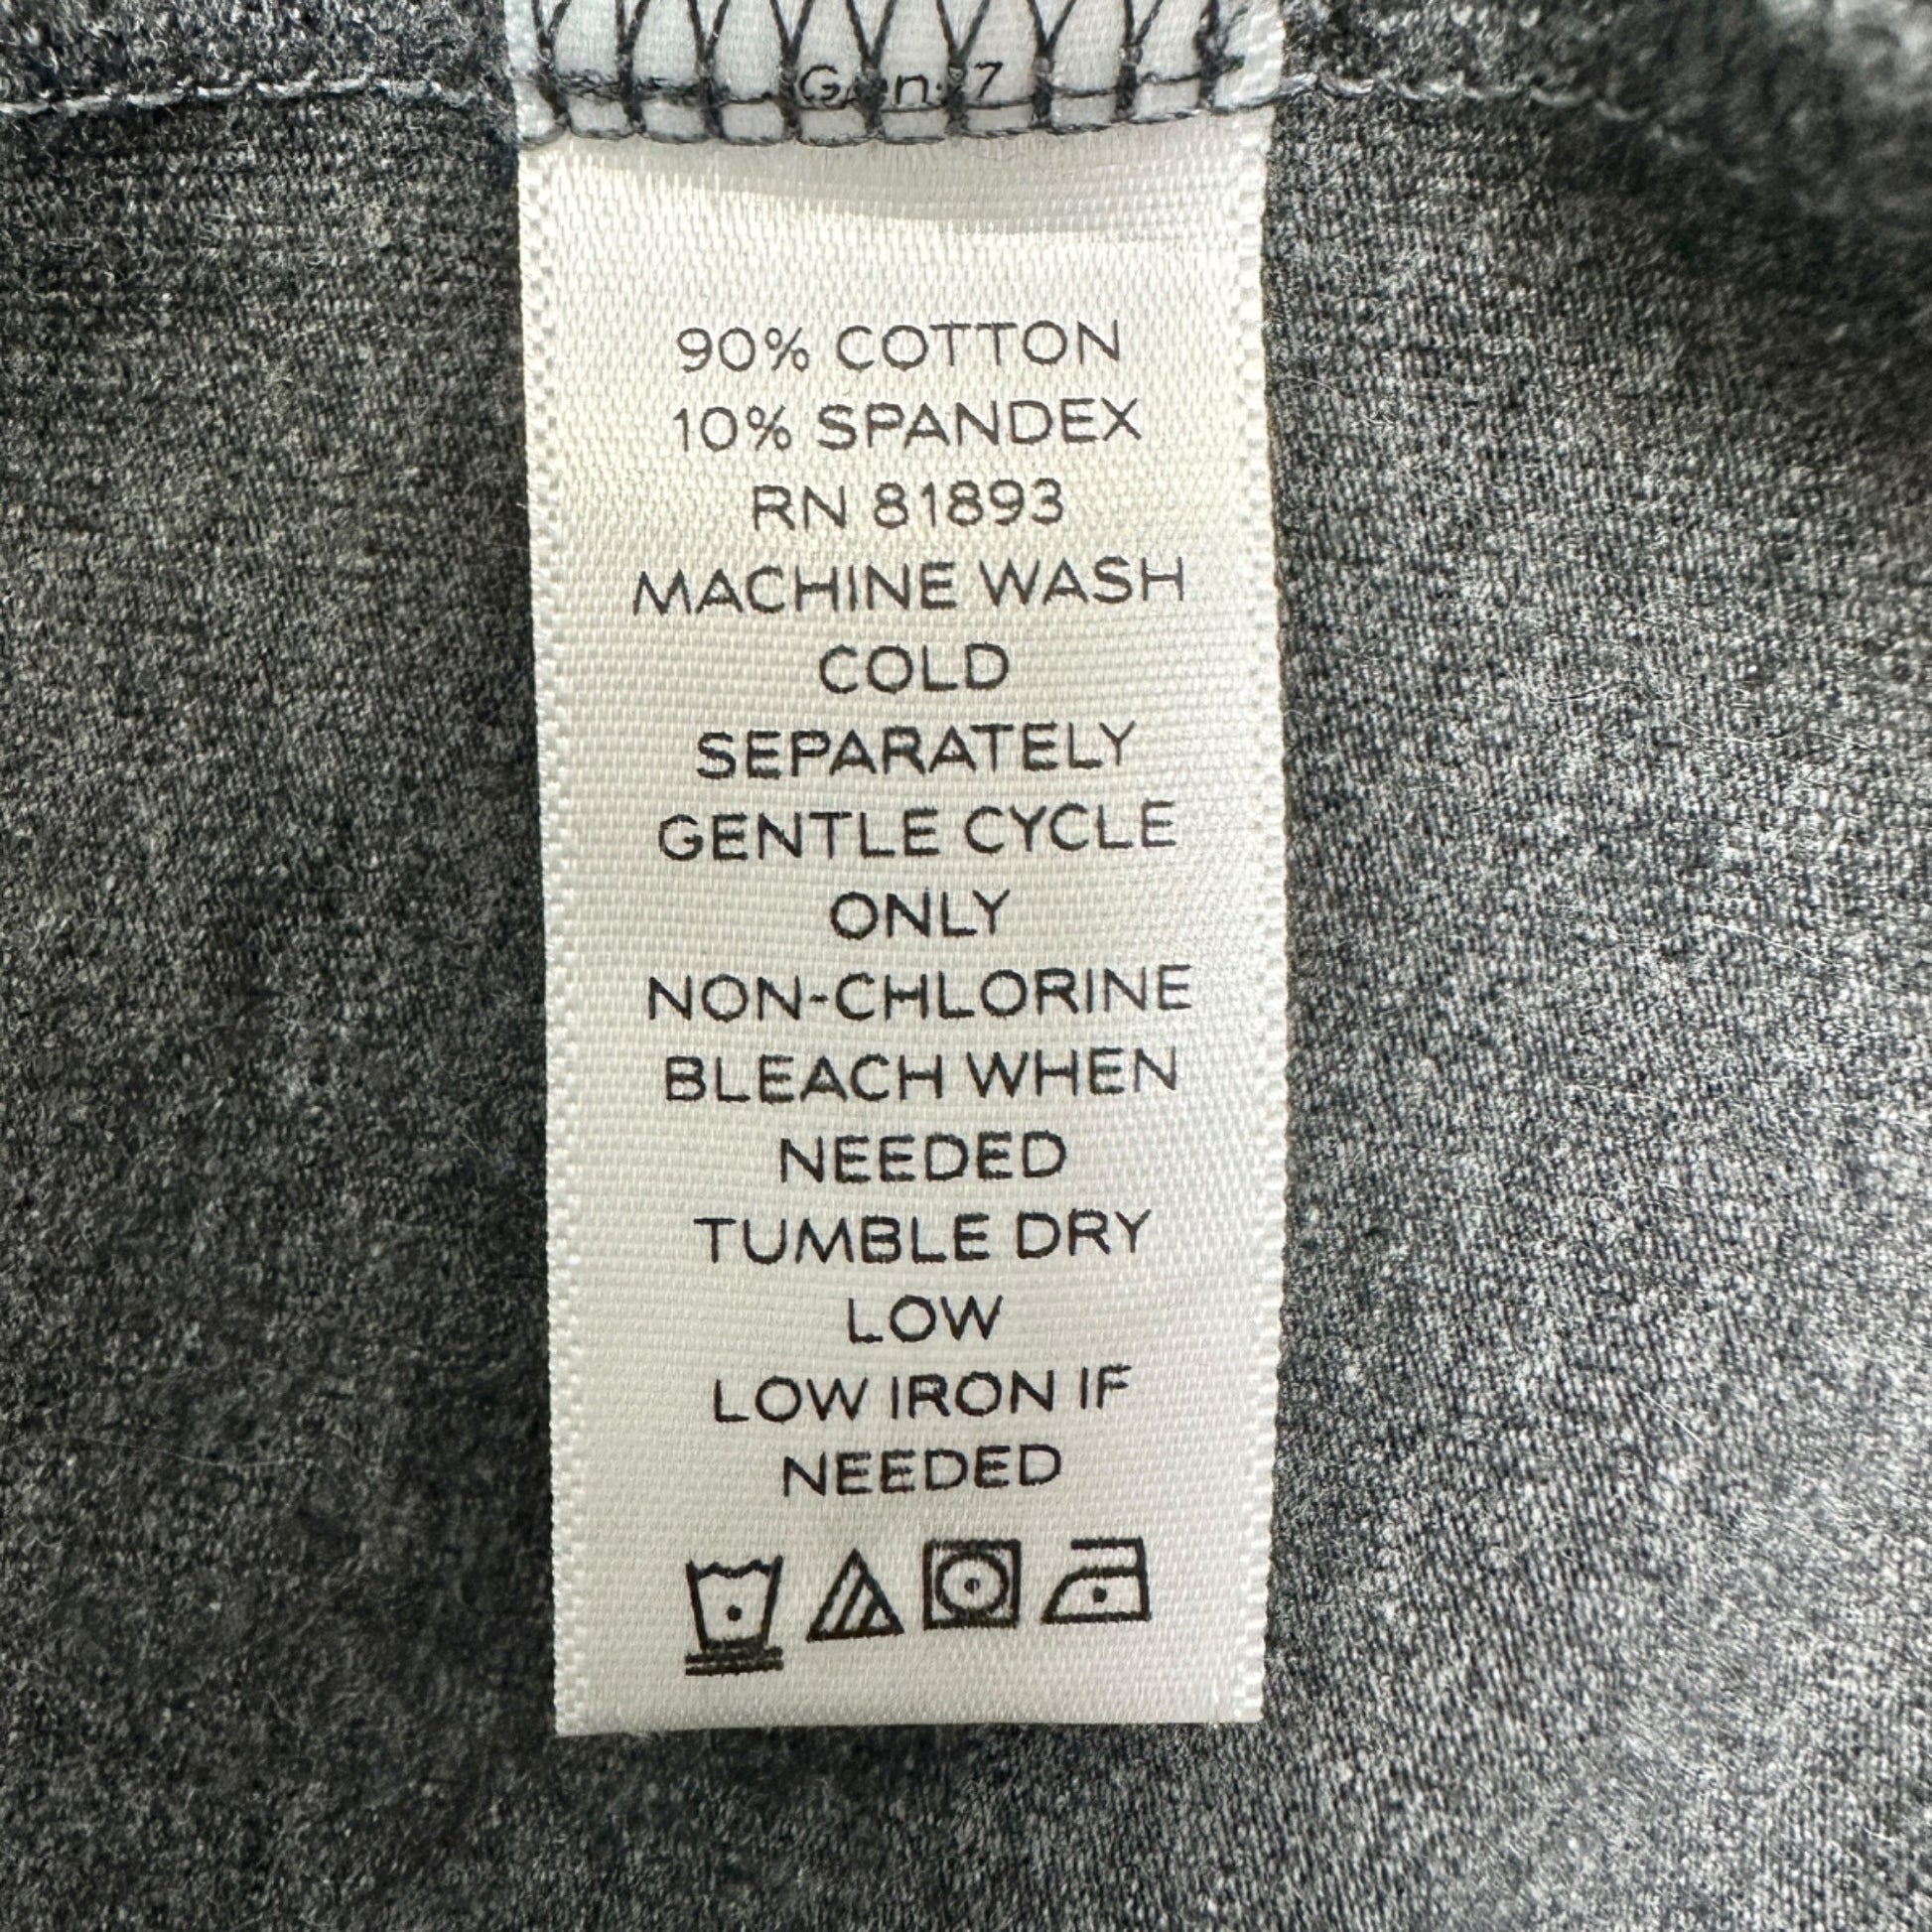 90% COTTON
10% SPANDEX
RN 81893
MACHINE WASH
COLD
SEPARATELY
GENTLE CYCLE
ONLY
NON-CHLORINE
BLEACH WHEN
NEEDED
TUMBLE DRY
LOW
LOW IRON IF
NEEDED